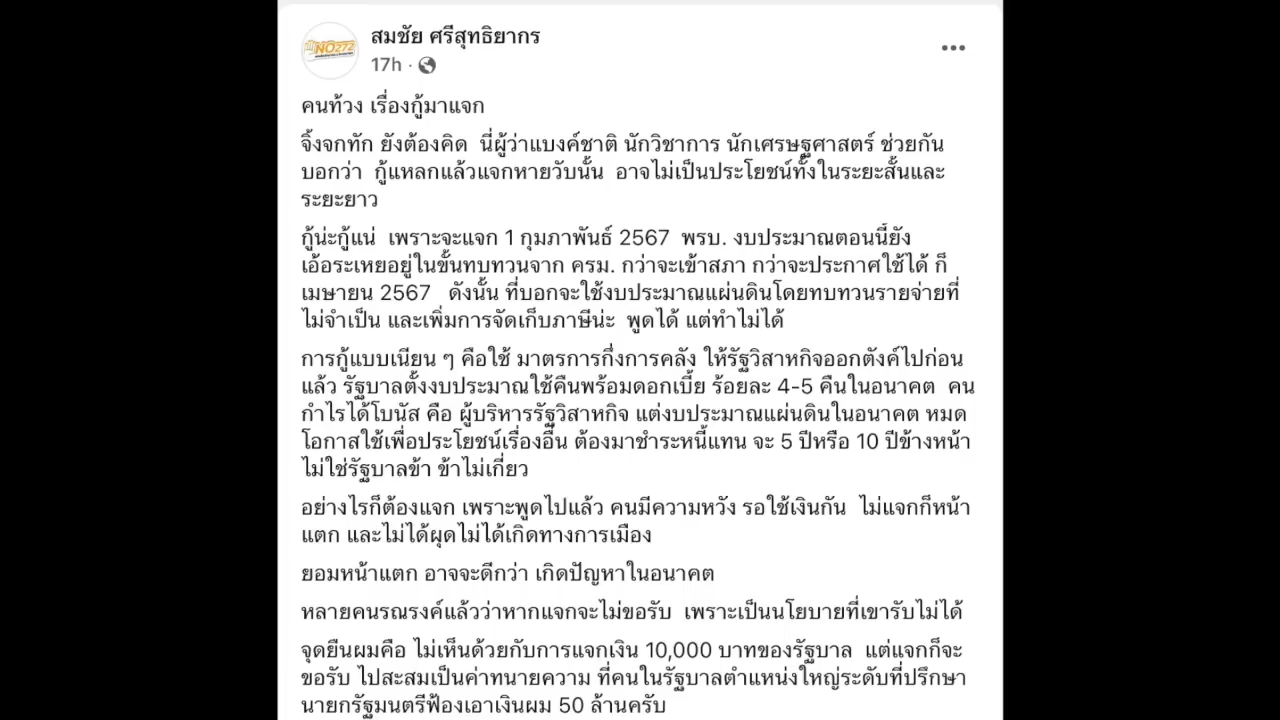 NO272
สมชัย ศรีสุทธิยากร
17h ·
คนท้วง เรื่องกู้มาแจก
จิ้งจกทัก ยังต้องคิด นี่ผู้ว่าแบงค์ชาติ นักวิชาการ นักเศรษฐศาสตร์ ช่วยกัน
บอกว่า กู้แหลกแล้วแจกหายวับนั้น อาจไม่เป็นประโยชน์ทั้งในระยะสั้นและ
ระยะยาว
กู้น่ะกู้แน่ เพราะจะแจก 1 กุมภาพันธ์ 2567 พรบ. งบประมาณตอนนี้ยัง
เอ้อระเหยอยู่ในขั้นทบทวนจาก ครม. กว่าจะเข้าสภา กว่าจะประกาศใช้ได้ ก็
เมษายน 2567 ดังนั้น ที่บอกจะใช้งบประมาณแผ่นดินโดยทบทวนรายจ่ายที่
ไม่จำเป็น และเพิ่มการจัดเก็บภาษีน่ะ พูดได้ แต่ทำไม่ได้
การกู้แบบเนียน ๆ คือใช้ มาตรการกึ่งการคลัง ให้รัฐวิสาหกิจออกตังค์ไปก่อน
แล้ว รัฐบาลตั้งงบประมาณใช้คืนพร้อมดอกเบี้ย ร้อยละ 4-5 คืนในอนาคต คน
กำไรได้โบนัส คือ ผู้บริหารรัฐวิสาหกิจ แต่งบประมาณแผ่นดินในอนาคต หมด
โอกาสใช้เพื่อประโยชน์เรื่องอื่น ต้องมาชำระหนี้แทน จะ 5 ปีหรือ 10 ปีข้างหน้า
ไม่ใช่รัฐบาลข้า ข้าไม่เกี่ยว
อย่างไรก็ต้องแจก เพราะพูดไปแล้ว คนมีความหวัง รอใช้เงินกัน ไม่แจกก็หน้า
แตก และไม่ได้ผุดไม่ได้เกิดทางการเมือง
ยอมหน้าแตก อาจจะดีกว่า เกิดปัญหาในอนาคต
หลายคนรณรงค์แล้วว่าหากแจกจะไม่ขอรับ เพราะเป็นนโยบายที่เขารับไม่ได้
จุดยืนผมคือ ไม่เห็นด้วยกับการแจกเงิน 10,000 บาทของรัฐบาล แต่แจกก็จะ
ขอรับ ไปสะสมเป็นค่าทนายความ ที่คนในรัฐบาลตำแหน่งใหญ่ระดับที่ปรึกษา
นายกรัฐมนตรีฟ้องเอาเงินผม 50 ล้านครับ